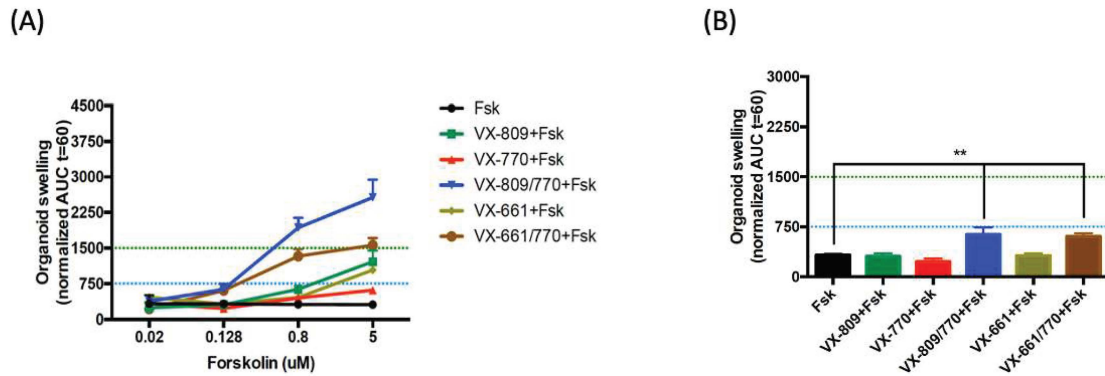 (A)
Organoid swelling
(normalized AUC t=60)
4500
3750
3000
2250
1500
750
0
0.02
0.128
0.8
5
Forskolin (uM)
Fsk
VX-809+Fsk
VX-770+Fsk
VX-809/770+Fsk
VX-661+Fsk
VX-661/770+Fsk
(B)
Organoid swelling
(normalized AUC t=60)
3000
2250
1500
750
0
**
Fsk
VX-809+Fsk
VX-770+Fsk
VX-809/770+Fsk
VX-661+Fsk
VX-661/770+Fsk